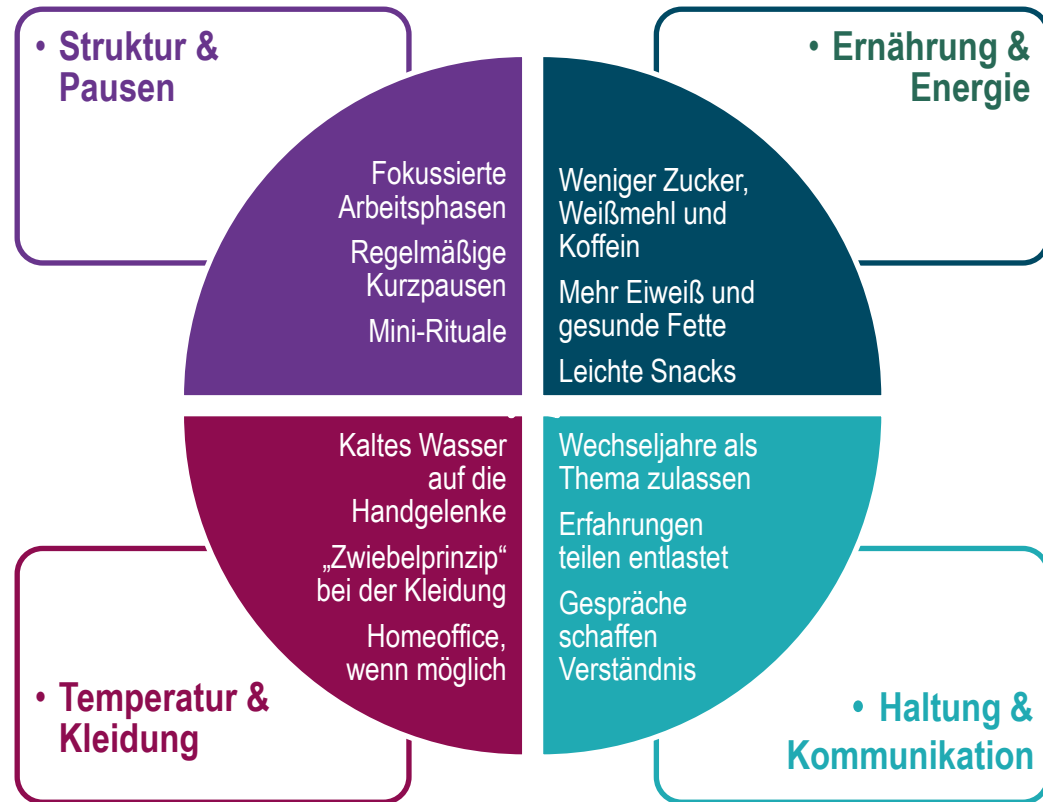 • Struktur &
Pausen
Fokussierte
Arbeitsphasen
Regelmäßige
Kurzpausen
Mini-Rituale
• Ernährung &
Energie
Weniger Zucker,
Weißmehl und
Koffein
Mehr Eiweiß und
gesunde Fette
Leichte Snacks
Kaltes Wasser
auf die
Handgelenke
„Zwiebelprinzip“
bei der Kleidung
Homeoffice,
wenn möglich
• Temperatur &
Kleidung
Wechseljahre als
Thema zulassen
Erfahrungen
teilen entlastet
Gespräche
schaffen
Verständnis
• Haltung &
Kommunikation